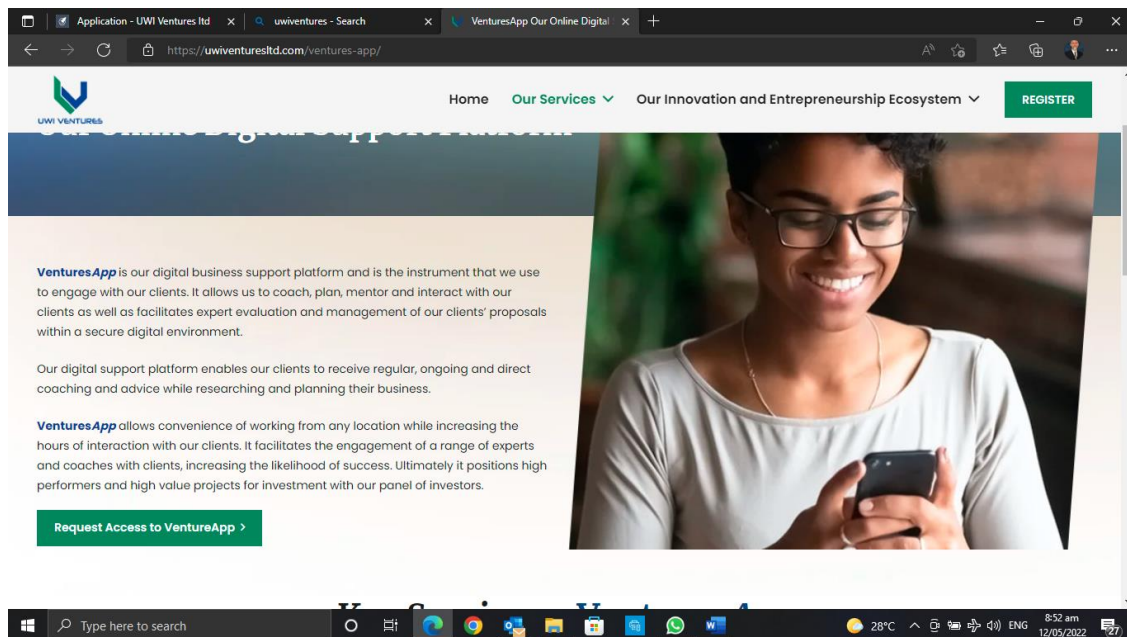 Application - UWI Ventures ltd
uwiventures - Search
VenturesApp Our Online Digital
https://uwiventuresltd.com/ventures-app/
UWI VENTURES
Home
Our Services
Our Innovation and Entrepreneurship Ecosystem
REGISTER
Our Online Digital Support Platform
VenturesApp is our digital business support platform and is the instrument that we use
to engage with our clients. It allows us to coach, plan, mentor and interact with our
clients as well as facilitates expert evaluation and management of our clients' proposals
within a secure digital environment.
Our digital support platform enables our clients to receive regular, ongoing and direct
coaching and advice while researching and planning their business.
VenturesApp allows convenience of working from any location while increasing the
hours of interaction with our clients. It facilitates the engagement of a range of experts
and coaches with clients, increasing the likelihood of success. Ultimately it positions high
performers and high value projects for investment with our panel of investors.
Request Access to VentureApp >
Type here to search
28°C
ENG
8:52 am
12/05/2022
27